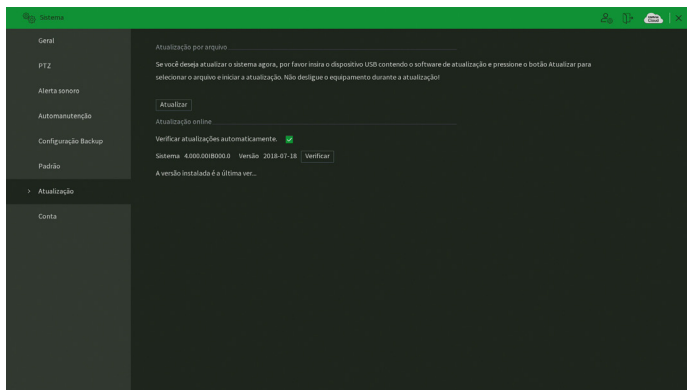 Sistema
Geral
PTZ
Alerta sonoro
Automanutenção
Configuração Backup
Padrão
> Atualização
Conta
Atualização por arquivo
Se você deseja atualizar o sistema agora, por favor insira o dispositivo USB contendo o software de atualização e pressione o botão Atualizar para
selecionar o arquivo e iniciar a atualização. Não desligue o equipamento durante a atualização!
Atualizar
Atualização online
Verificar atualizações automaticamente.
Sistema 4.000.00IB000.0 Versão 2018-07-18 Verificar
A versão instalada é a última ver...